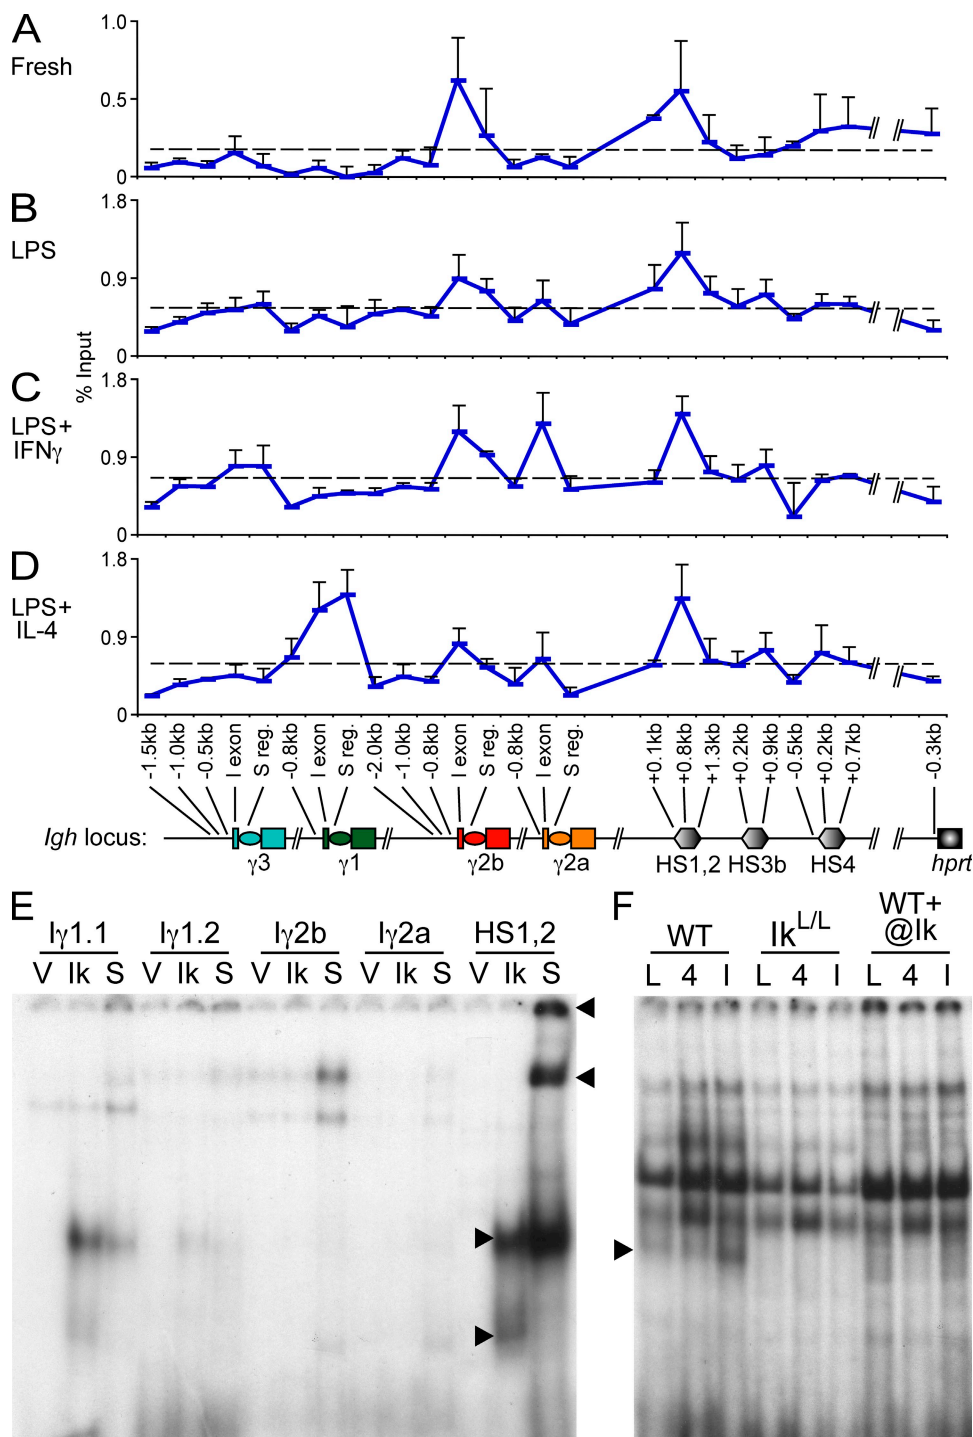 A
Fresh
1.0
0.5
0
B
LPS
1.8
0.9
0
% Input
C
LPS+
IFNγ
1.8
0.9
0
D
LPS+
IL-4
1.8
0.9
0
-1.5kb
-1.0kb
-0.5kb
I exon
S reg.
-0.8kb
I exon
S reg.
-2.0kb
-1.0kb
-0.8kb
I exon
S reg.
-0.8kb
I exon
S reg.
+0.1kb
+0.8kb
+1.3kb
+0.2kb
+0.9kb
-0.5kb
+0.2kb
+0.7kb
-0.3kb
Igh locus:
γ3 γ1 γ2b γ2a HS1,2 HS3b HS4 hprt
E
Iγ1.1 Iγ1.2 Iγ2b Iγ2a HS1,2
V Ik S V Ik S V Ik S V Ik S V Ik S
F
WT IkL/L WT+
@Ik
L 4 I L 4 I L 4 I